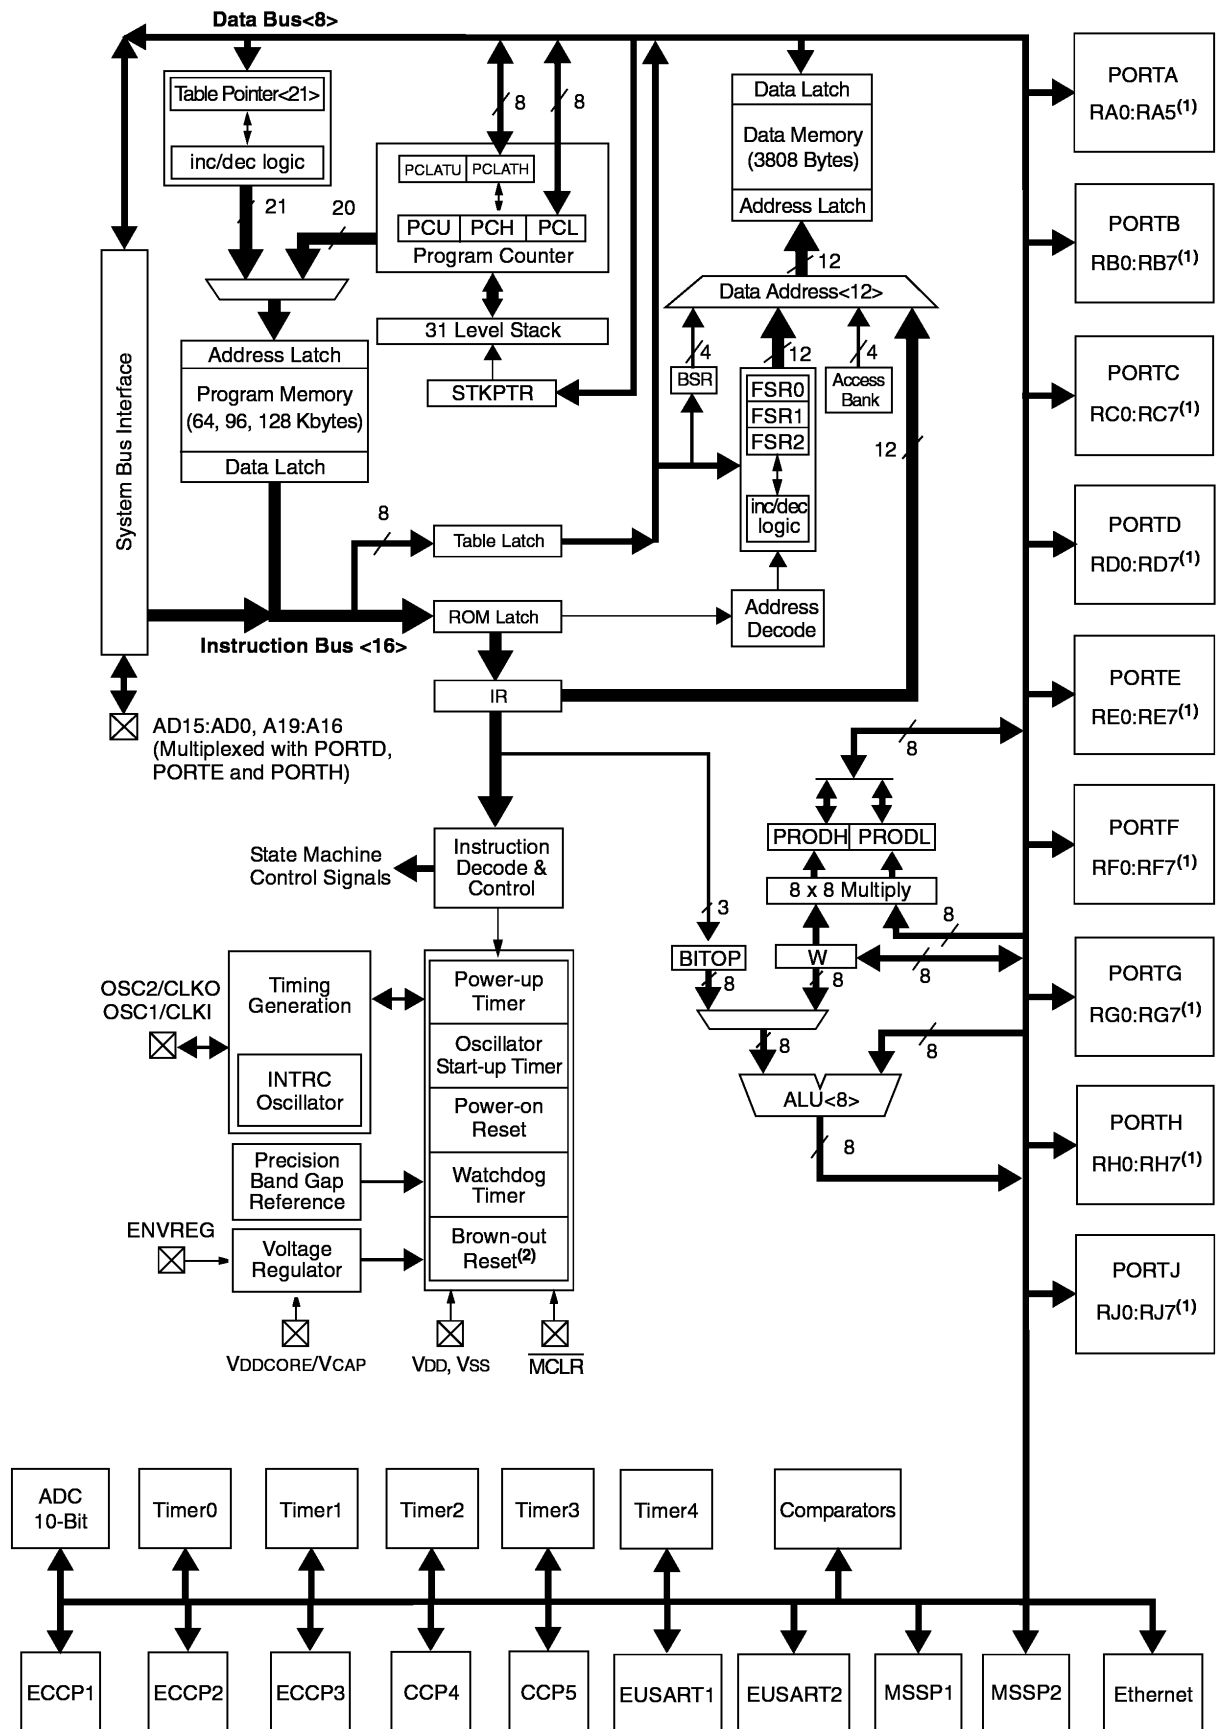 Data Bus<8>
Table Pointer<21>
inc/dec logic
21
20
8
8
PCLATU
PCLATH
PCU
PCH
PCL
Program Counter
31 Level Stack
STKPTR
Data Latch
Data Memory
(3808 Bytes)
Address Latch
12
Data Address<12>
4
12
4
BSR
FSR0
FSR1
FSR2
inc/dec
logic
Access
Bank
12
System Bus Interface
Address Latch
Program Memory
(64, 96, 128 Kbytes)
Data Latch
8
Table Latch
ROM Latch
Instruction Bus <16>
Address
Decode
IR
AD15:AD0, A19:A16
(Multiplexed with PORTD,
PORTE and PORTH)
8
PRODH
PRODL
8 x 8 Multiply
State Machine
Control Signals
Instruction
Decode &
Control
3
8
BITOP
W
8
8
8
8
8
ALU<8>
8
OSC2/CLKO
OSC1/CLKI
Timing
Generation
INTRC
Oscillator
Power-up
Timer
Oscillator
Start-up Timer
Power-on
Reset
Watchdog
Timer
Brown-out
Reset(2)
Precision
Band Gap
Reference
ENVREG
Voltage
Regulator
VDDCORE/VCAP
VDD, VSS
MCLR
PORTA
RA0:RA5(1)
PORTB
RB0:RB7(1)
PORTC
RC0:RC7(1)
PORTD
RD0:RD7(1)
PORTE
RE0:RE7(1)
PORTF
RF0:RF7(1)
PORTG
RG0:RG7(1)
PORTH
RH0:RH7(1)
PORTJ
RJ0:RJ7(1)
ADC
10-Bit
Timer0
Timer1
Timer2
Timer3
Timer4
Comparators
ECCP1
ECCP2
ECCP3
CCP4
CCP5
EUSART1
EUSART2
MSSP1
MSSP2
Ethernet